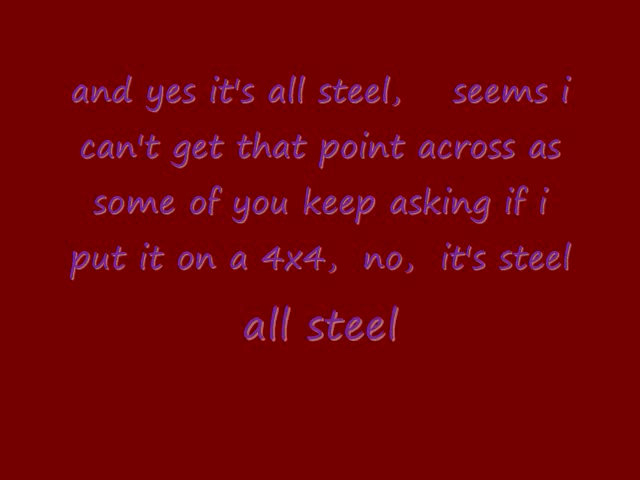 and yes it's all steel,    seems i
can't get that point across as
some of you keep asking if i
put it on a 4x4,  no,  it's steel
all steel